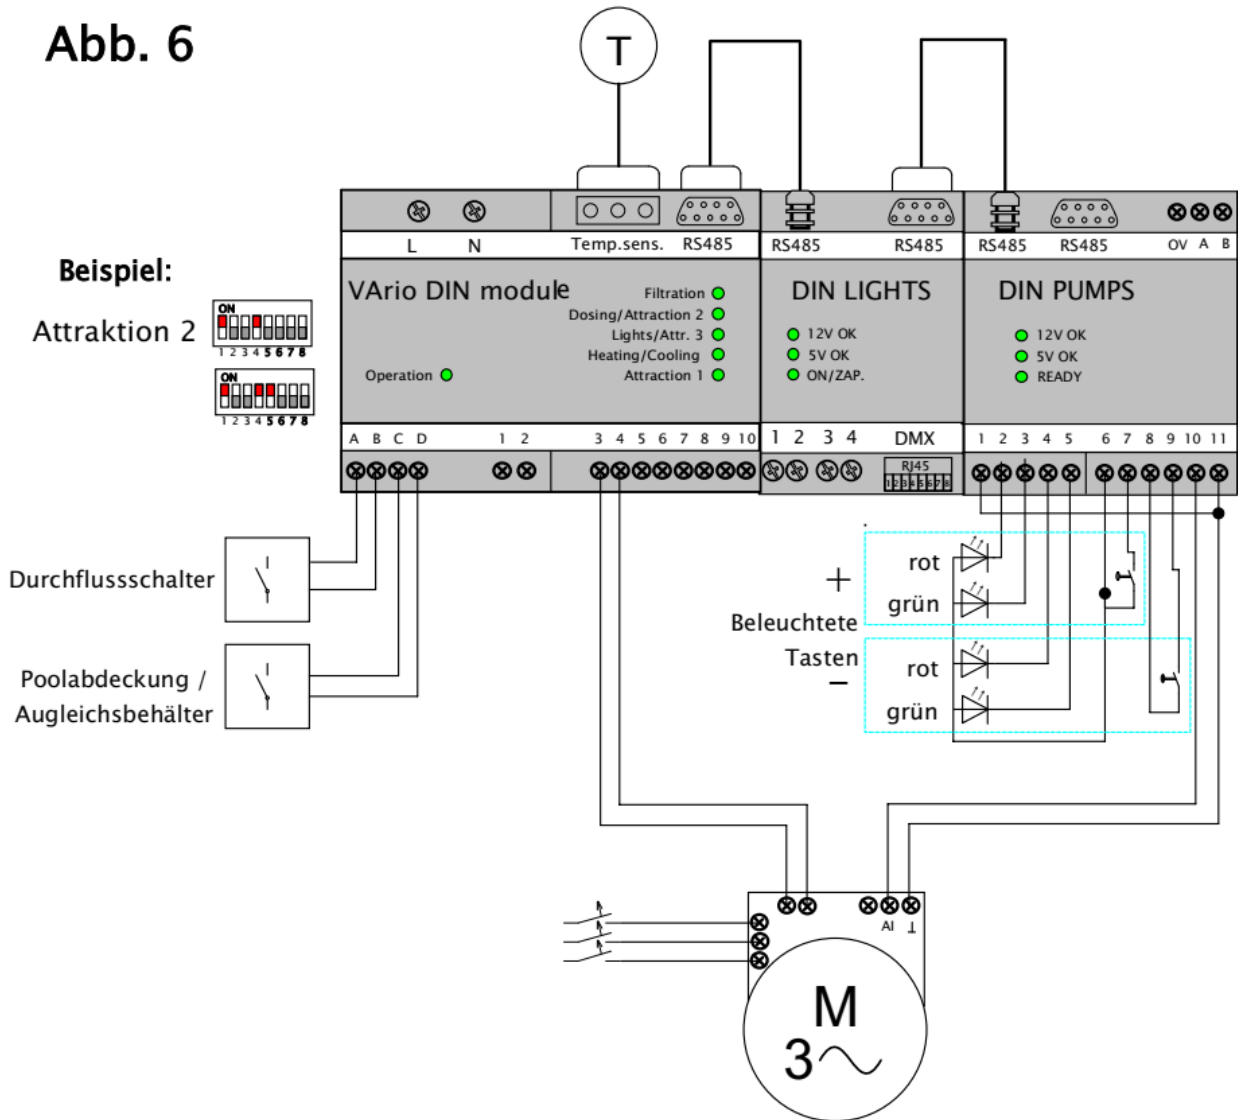 Abb. 6
T
L N Temp.sens. RS485 RS485 RS485 RS485 RS485 OV A B
Beispiel:
Attraktion 2
ON
1 2 3 4 5 6 7 8
ON
1 2 3 4 5 6 7 8
VArio DIN module
Filtration
Dosing/Attraction 2
Lights/Attr. 3
Heating/Cooling
Operation
Attraction 1
DIN LIGHTS
12V OK
5V OK
ON/ZAP.
DIN PUMPS
12V OK
5V OK
READY
A B C D 1 2 3 4 5 6 7 8 9 10
1 2 3 4 DMX
RJ45
1 2 3 4 5 6 7 8
1 2 3 4 5 6 7 8 9 10 11
Durchflussschalter
Poolabdeckung /
Augleichsbehälter
+
Beleuchtete
Tasten
−
rot
grün
rot
grün
AI ⊥
M
3~